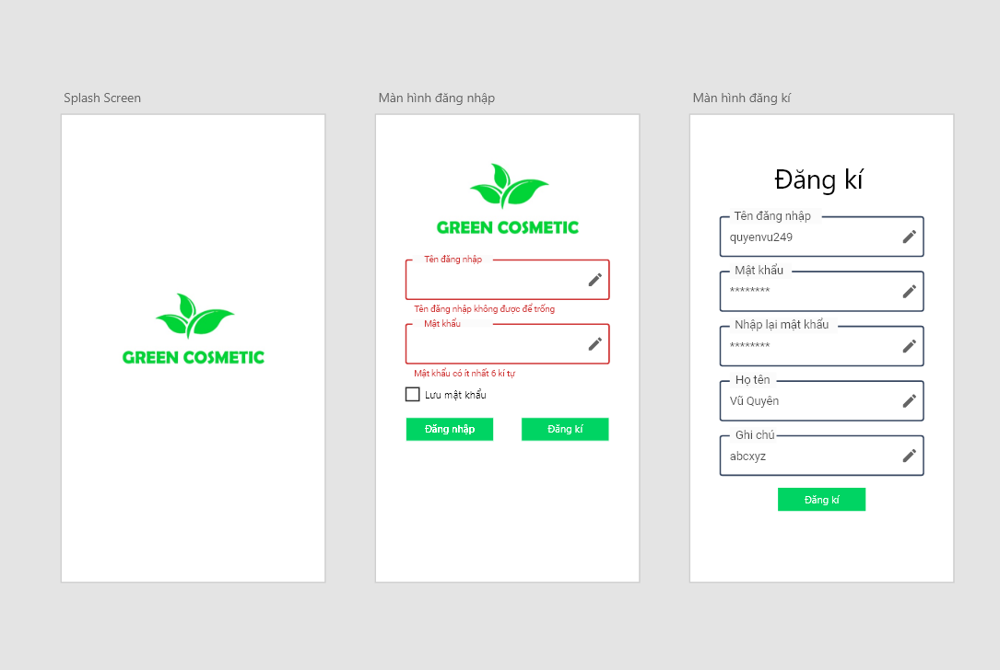 Splash Screen
GREEN COSMETIC
Màn hình đăng nhập
GREEN COSMETIC
Tên đăng nhập
Tên đăng nhập không được để trống
Mật khẩu
Mật khẩu có ít nhất 6 kí tự
Lưu mật khẩu
Đăng nhập
Đăng kí
Màn hình đăng kí
Đăng kí
Tên đăng nhập
quyenvu249
Mật khẩu
********
Nhập lại mật khẩu
********
Họ tên
Vũ Quyên
Ghi chú
abcxyz
Đăng kí